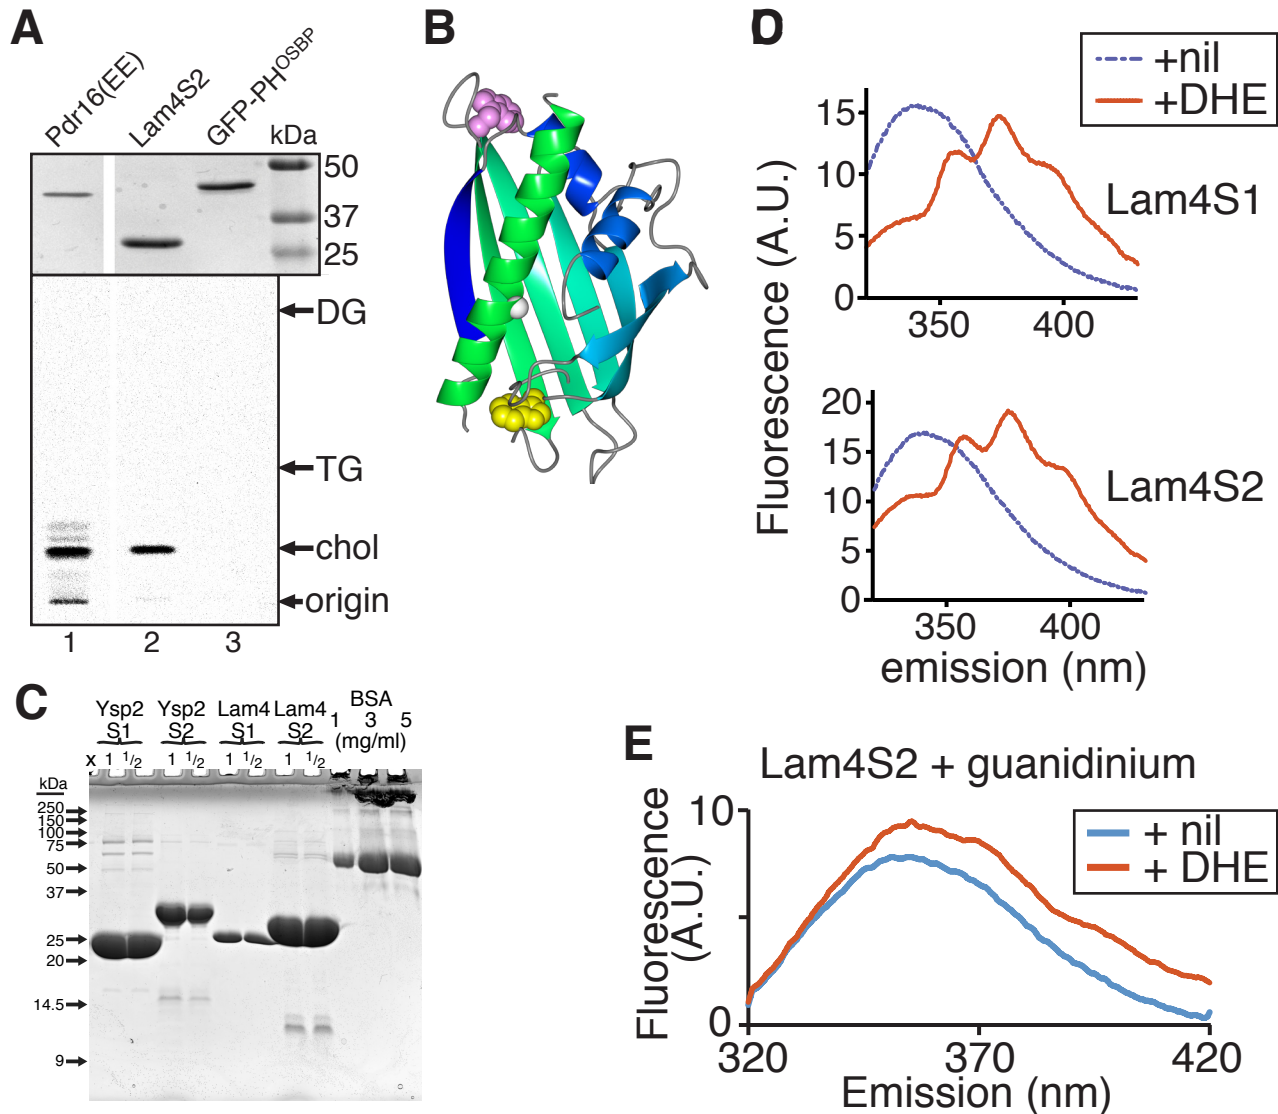 A
Pdr16(EE)
Lam4S2
GFP-PHOSBP
kDa
50
37
25
DG
TG
chol
origin
1 2 3
B
C
Ysp2 Ysp2 Lam4 Lam4 BSA
S1 S2 S1 S2 1 3 5
(mg/ml)
x 1 1/2 1 1/2 1 1/2 1 1/2
kDa
250
150
100
75
50
37
25
20
14.5
9
D
+nil
+DHE
Fluorescence (A.U.)
15
10
5
0
350 400
Lam4S1
20
15
10
5
0
350 400
Lam4S2
emission (nm)
E
Lam4S2 + guanidinium
Fluorescence
(A.U.)
10
0
320 370 420
Emission (nm)
+ nil
+ DHE